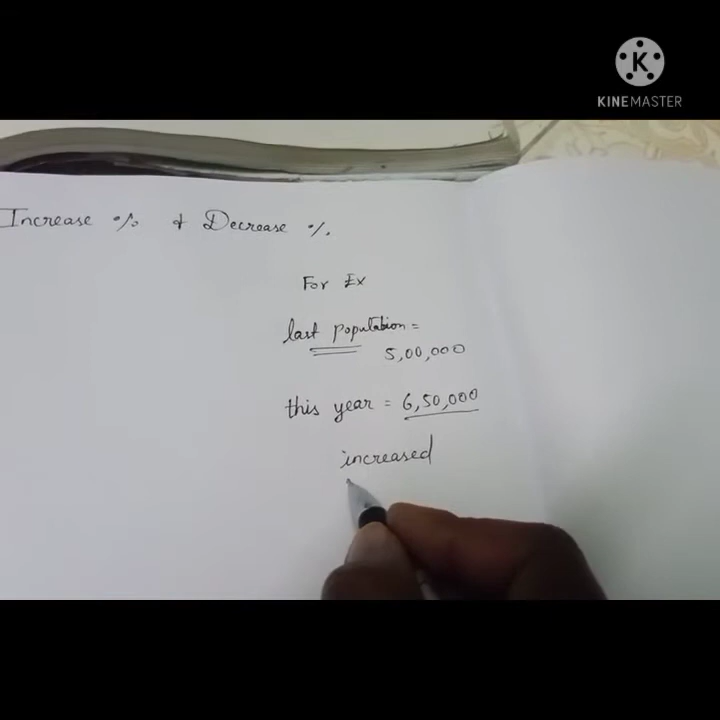 K
KINEMASTER
Increase % & Decrease %.
For Ex
last population =
5,00,000
this year = 6,50,000
increased